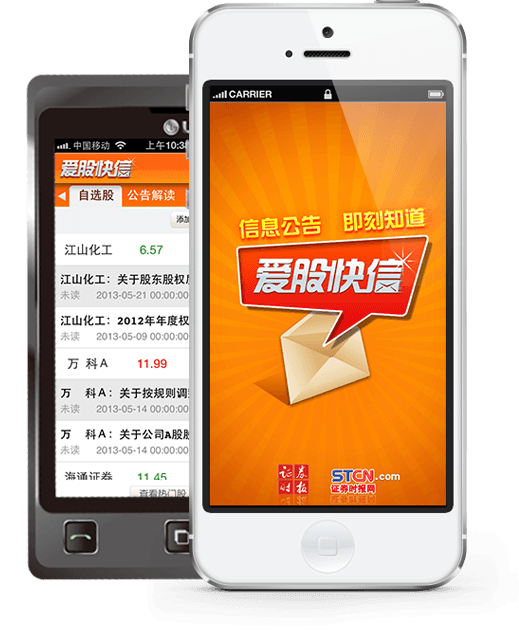 中国移动 上午10:3
爱股快信
自选股 公告解读
添加
江山化工 6.57
江山化工：关于股东股权
未读 2013-05-21 00:00:00
江山化工：2012年年度权
未读 2013-05-09 00:00:00
万 科A 11.99
万 科A：关于按规则调
未读 2013-05-14 00:00:00
万 科A：关于公司A股股
未读 2013-05-14 00:00:00
海通证券 11.45
查看热门股
CARRIER
信息公告 即刻知道
爱股快信
证券时报
STCN.com
证券时报网